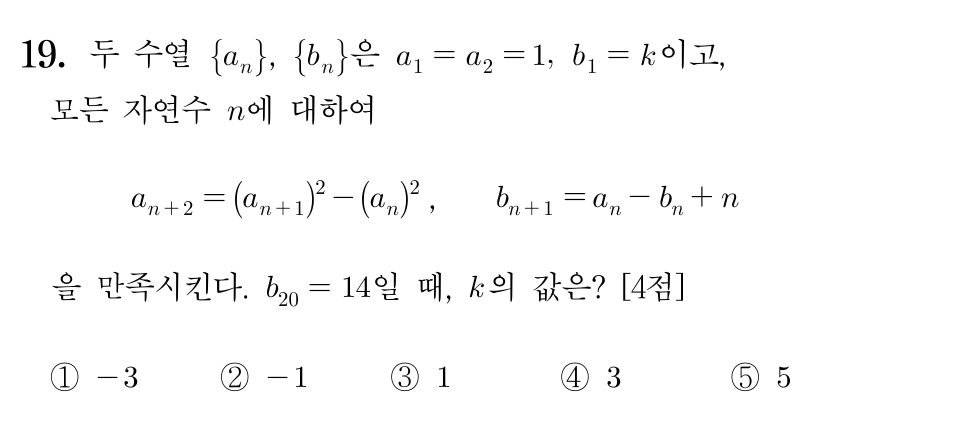 19. 두 수열 {aₙ}, {bₙ}은 a₁ = a₂ = 1, b₁ = k이고,
모든 자연수 n에 대하여
aₙ₊₂ = (aₙ₊₁)² − (aₙ)², bₙ₊₁ = aₙ − bₙ + n
을 만족시킨다. b₂₀ = 14일 때, k의 값은? [4점]
① −3 ② −1 ③ 1 ④ 3 ⑤ 5